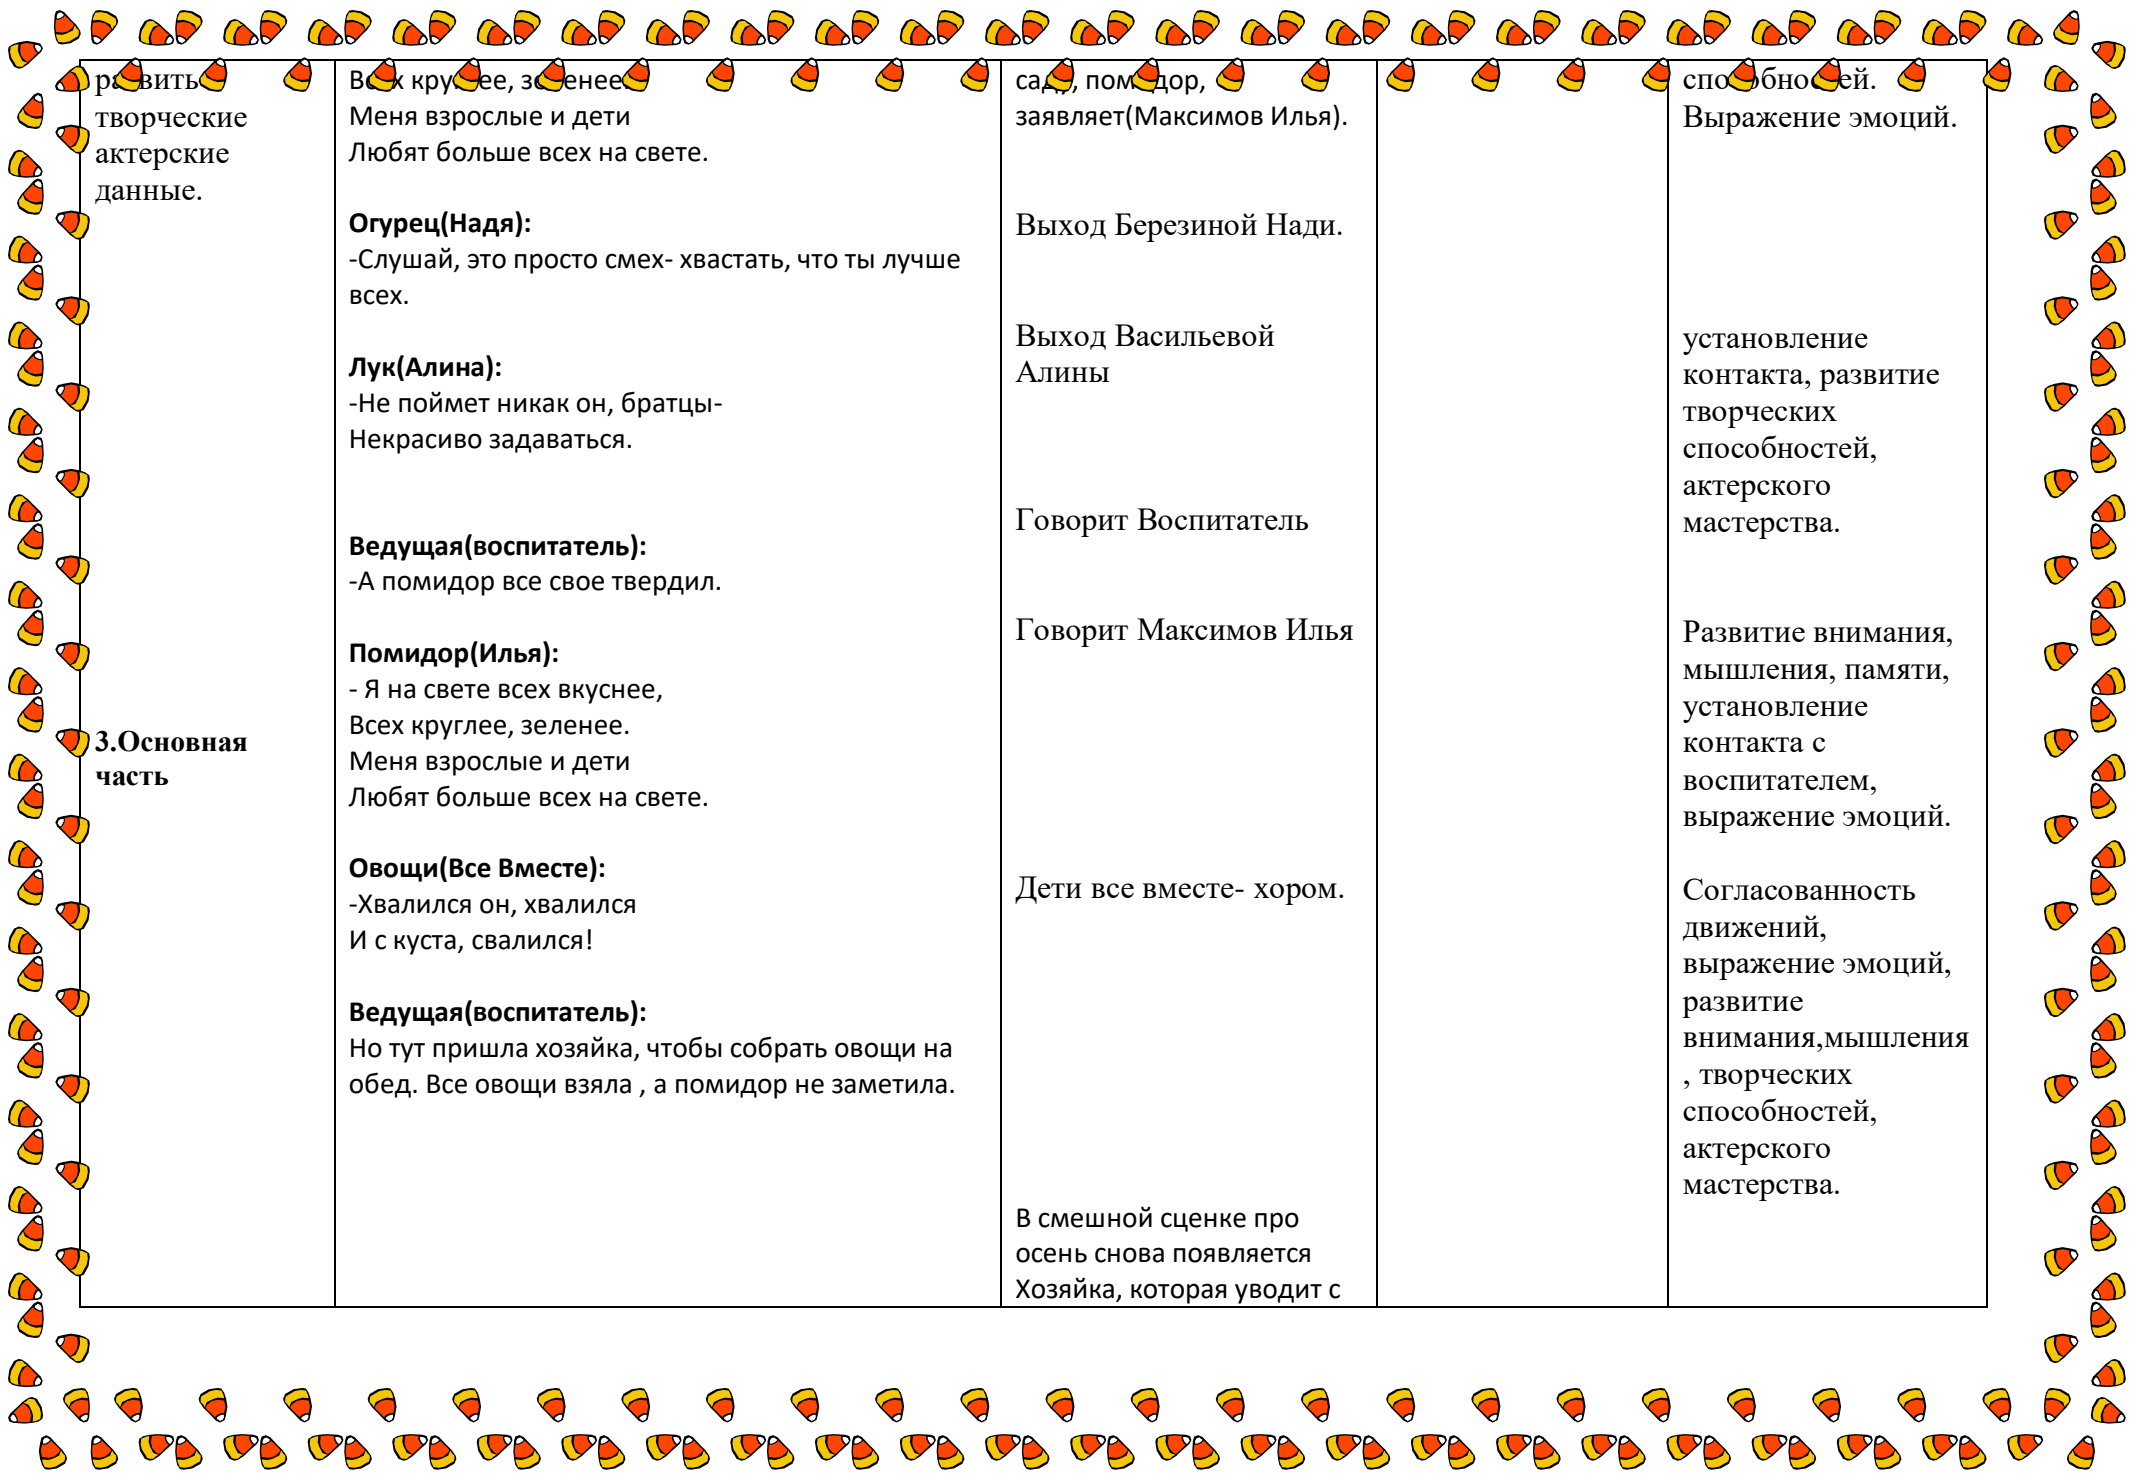 развить
творческие
актерские
данные.
3.Основная
часть
Всех круглее, зеленее.
Меня взрослые и дети
Любят больше всех на свете.
Огурец(Надя):
-Слушай, это просто смех- хвастать, что ты лучше
всех.
Лук(Алина):
-Не поймет никак он, братцы-
Некрасиво задаваться.
Ведущая(воспитатель):
-А помидор все свое твердил.
Помидор(Илья):
- Я на свете всех вкуснее,
Всех круглее, зеленее.
Меня взрослые и дети
Любят больше всех на свете.
Овощи(Все Вместе):
-Хвалился он, хвалился
И с куста, свалился!
Ведущая(воспитатель):
Но тут пришла хозяйка, чтобы собрать овощи на
обед. Все овощи взяла , а помидор не заметила.
саду, помидор,
заявляет(Максимов Илья).
Выход Березиной Нади.
Выход Васильевой
Алины
Говорит Воспитатель
Говорит Максимов Илья
Дети все вместе- хором.
В смешной сценке про
осень снова появляется
Хозяйка, которая уводит с
способностей.
Выражение эмоций.
установление
контакта, развитие
творческих
способностей,
актерского
мастерства.
Развитие внимания,
мышления, памяти,
установление
контакта с
воспитателем,
выражение эмоций.
Согласованность
движений,
выражение эмоций,
развитие
внимания,мышления
, творческих
способностей,
актерского
мастерства.